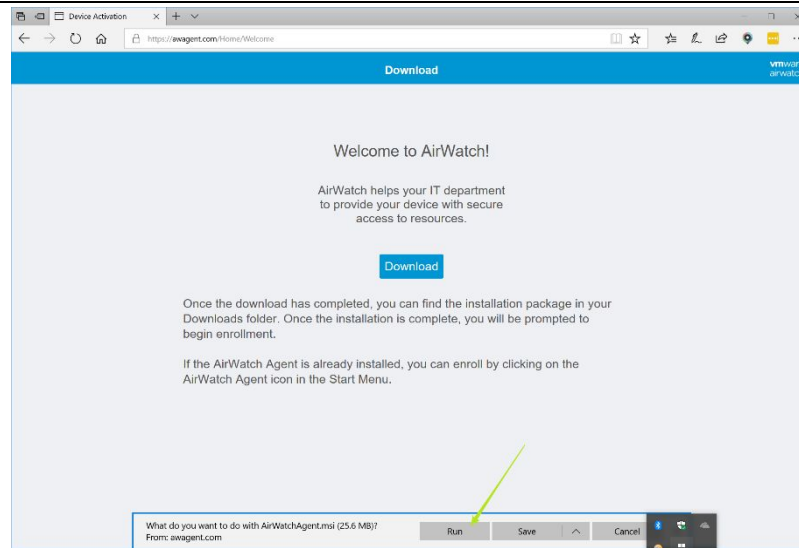 Device Activation
https://awagent.com/Home/Welcome
Download
vmwar
airwatc
Welcome to AirWatch!
AirWatch helps your IT department
to provide your device with secure
access to resources.
Download
Once the download has completed, you can find the installation package in your
Downloads folder. Once the installation is complete, you will be prompted to
begin enrollment.
If the AirWatch Agent is already installed, you can enroll by clicking on the
AirWatch Agent icon in the Start Menu.
What do you want to do with AirWatchAgent.msi (25.6 MB)?
From: awagent.com
Run Save Cancel